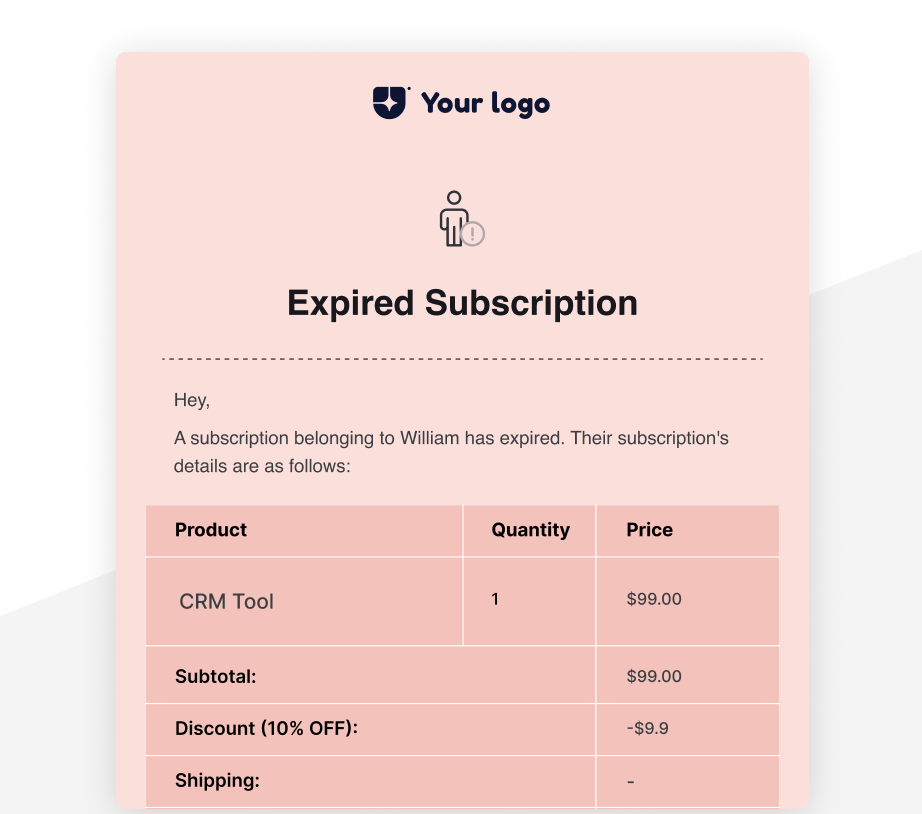 Your logo
Expired Subscription
Hey,
A subscription belonging to William has expired. Their subscription's
details are as follows:
Product Quantity Price
CRM Tool 1 $99.00
Subtotal: $99.00
Discount (10% OFF): -$9.9
Shipping: -